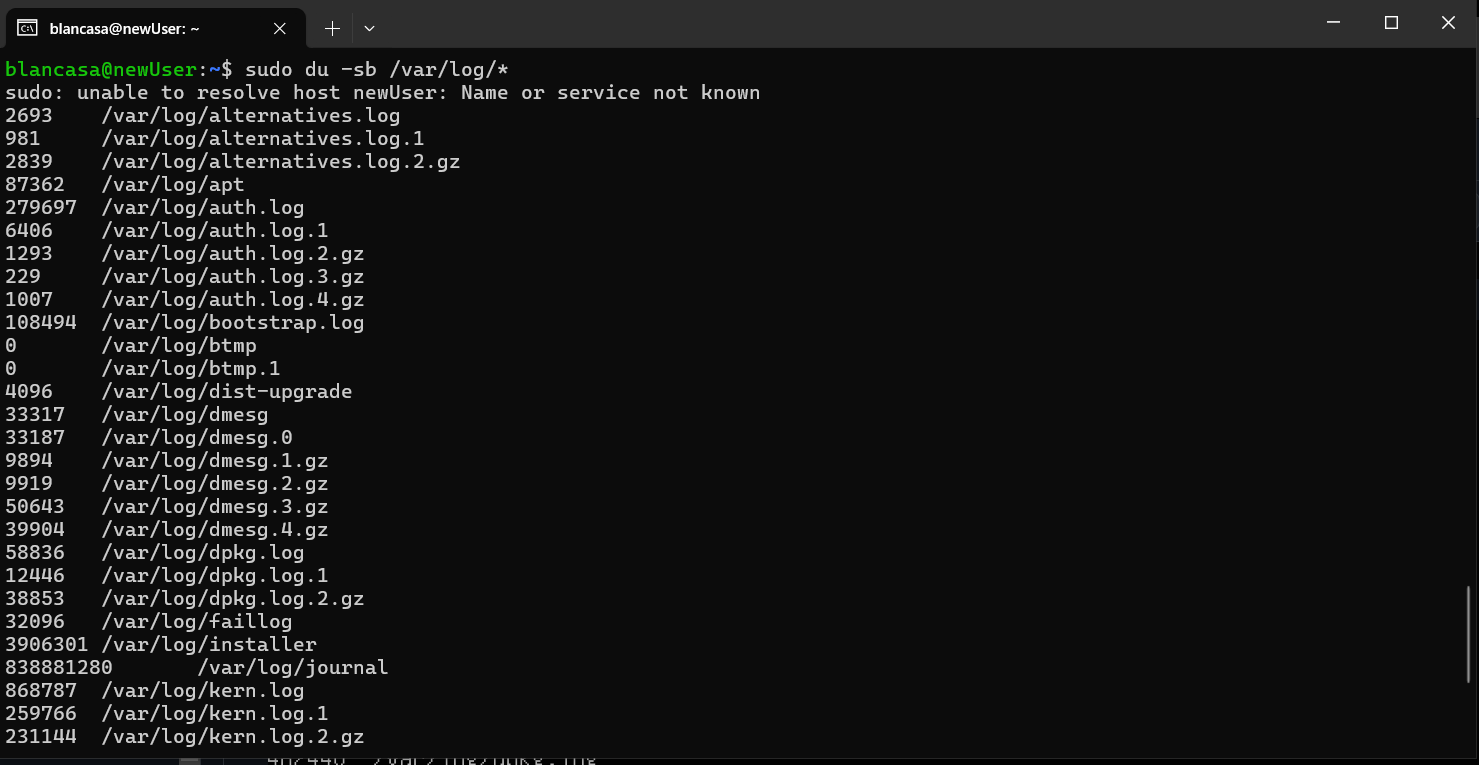 blancasa@newUser: ~
blancasa@newUser:~$ sudo du -sb /var/log/*
sudo: unable to resolve host newUser: Name or service not known
2693    /var/log/alternatives.log
981     /var/log/alternatives.log.1
2839    /var/log/alternatives.log.2.gz
87362   /var/log/apt
279697  /var/log/auth.log
6406    /var/log/auth.log.1
1293    /var/log/auth.log.2.gz
229     /var/log/auth.log.3.gz
1007    /var/log/auth.log.4.gz
108494  /var/log/bootstrap.log
0       /var/log/btmp
0       /var/log/btmp.1
4096    /var/log/dist-upgrade
33317   /var/log/dmesg
33187   /var/log/dmesg.0
9894    /var/log/dmesg.1.gz
9919    /var/log/dmesg.2.gz
50643   /var/log/dmesg.3.gz
39904   /var/log/dmesg.4.gz
58836   /var/log/dpkg.log
12446   /var/log/dpkg.log.1
38853   /var/log/dpkg.log.2.gz
32096   /var/log/faillog
3906301 /var/log/installer
838881280       /var/log/journal
868787  /var/log/kern.log
259766  /var/log/kern.log.1
231144  /var/log/kern.log.2.gz